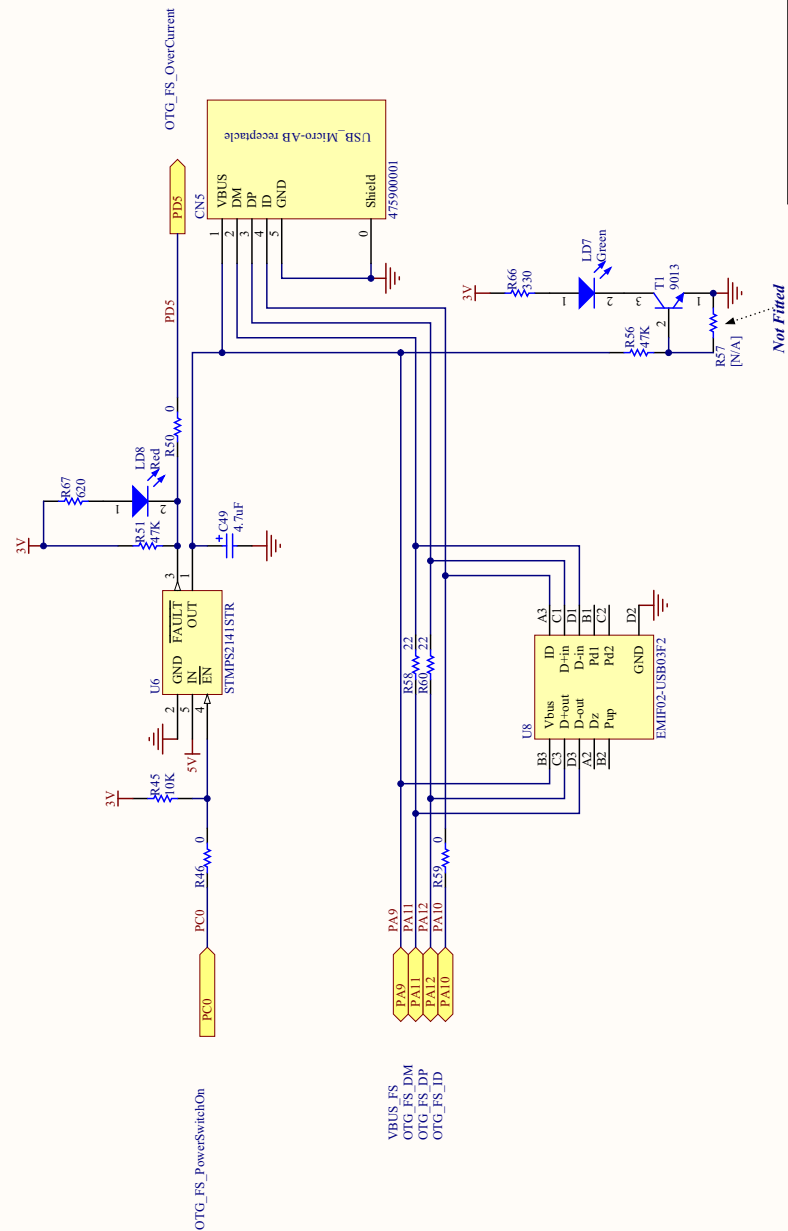 OTG_FS_OverCurrent
PD5
PD5
USB_Micro-AB receptacle
CN5
VBUS
DM
DP
ID
GND
Shield
1
2
3
4
5
0
475900001
R50
0
3V
R67
620
LD8
Red
1
2
R51
47K
C49
4.7uF
+
3
1
U6
GND
IN
EN
FAULT
OUT
STMPS2141STR
2
5
4
5V
3V
R45
10K
R46
0
PC0
PC0
OTG_FS_PowerSwitchOn
3V
R66
330
LD7
Green
1
2
3
T1
9013
2
1
R56
47K
R57
[N/A]
Not Fitted
R58
22
R60
22
R59
0
PA9
PA11
PA12
PA10
PA9
PA11
PA12
PA10
VBUS_FS
OTG_FS_DM
OTG_FS_DP
OTG_FS_ID
U8
Vbus
D+out
D-out
Dz
Pup
B3
C3
D3
A2
B2
ID
D+in
D-in
Pd1
Pd2
GND
A3
C1
D1
B1
C2
D2
EMIF02-USB03F2